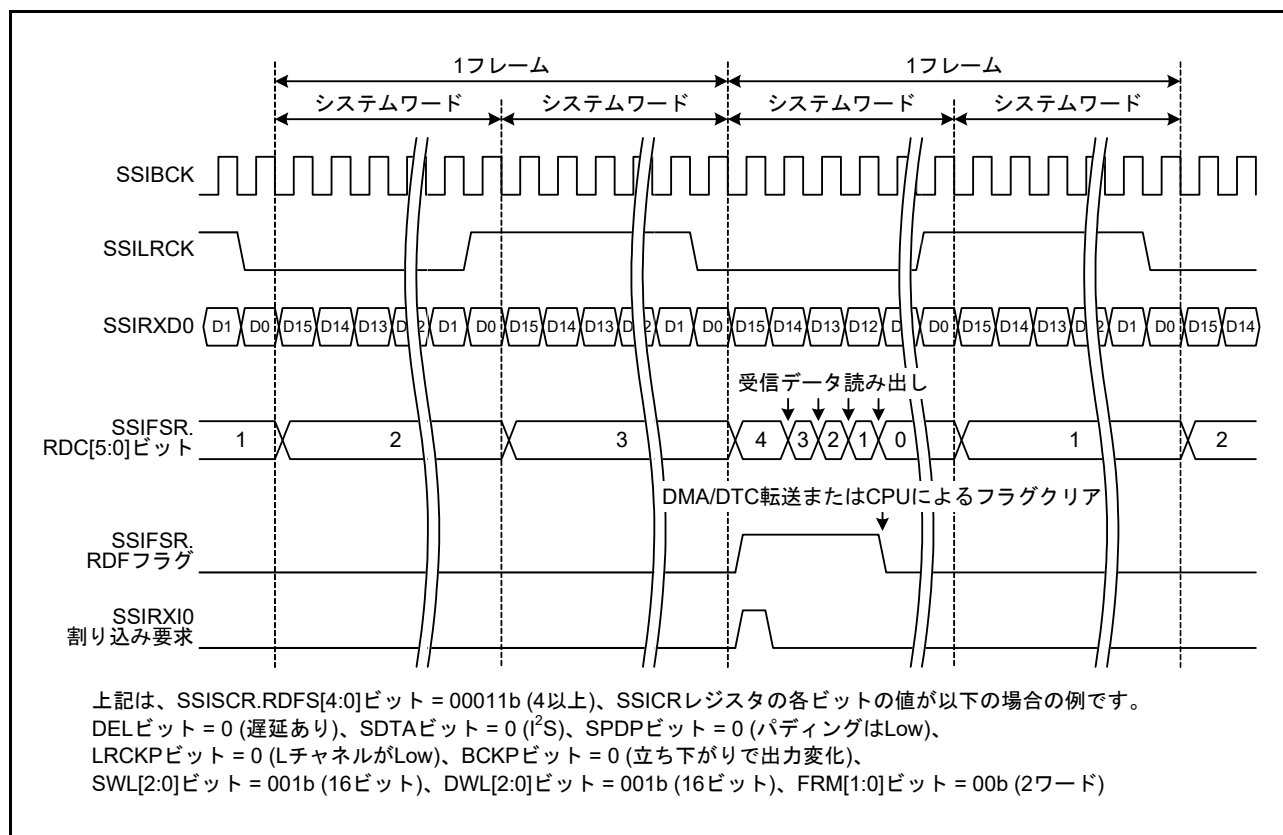 1フレーム 1フレーム
システムワード システムワード システムワード システムワード
SSIBCK
SSILRCK
SSIRXD0 D1 D0 D15 D14 D13 D1 D0 D15 D14 D13 D1 D0 D15 D14 D13 D12 D0 D15 D14 D13 D1 D0 D15 D14
受信データ読み出し
SSIFSR.
RDC[5:0]ビット 1 2 3 4 3 2 1 0 1 2
DMA/DTC転送またはCPUによるフラグクリア
SSIFSR.
RDFフラグ
SSIRXI0
割り込み要求
上記は、SSISCR.RDFS[4:0]ビット = 00011b (4以上)、SSICRレジスタの各ビットの値が以下の場合の例です。
DELビット = 0 (遅延あり)、SDTAビット = 0 (I²S)、SPDPビット = 0 (パディングはLow)、
LRCKPビット = 0 (LチャネルがLow)、BCKPビット = 0 (立ち下がりで出力変化)、
SWL[2:0]ビット = 001b (16ビット)、DWL[2:0]ビット = 001b (16ビット)、FRM[1:0]ビット = 00b (2ワード)